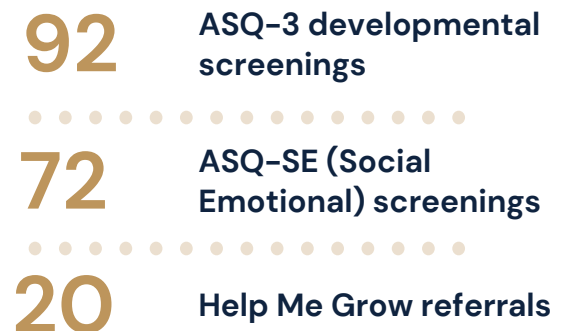 92
ASQ-3 developmental
screenings
72
ASQ-SE (Social
Emotional) screenings
20
Help Me Grow referrals